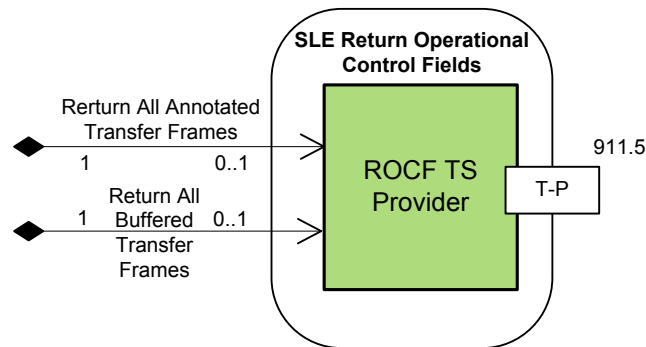 SLE Return Operational
Control Fields
Rerturn All Annotated
Transfer Frames
1
0..1
Return All
Buffered
Transfer
Frames
1
0..1
ROCF TS
Provider
T-P
911.5